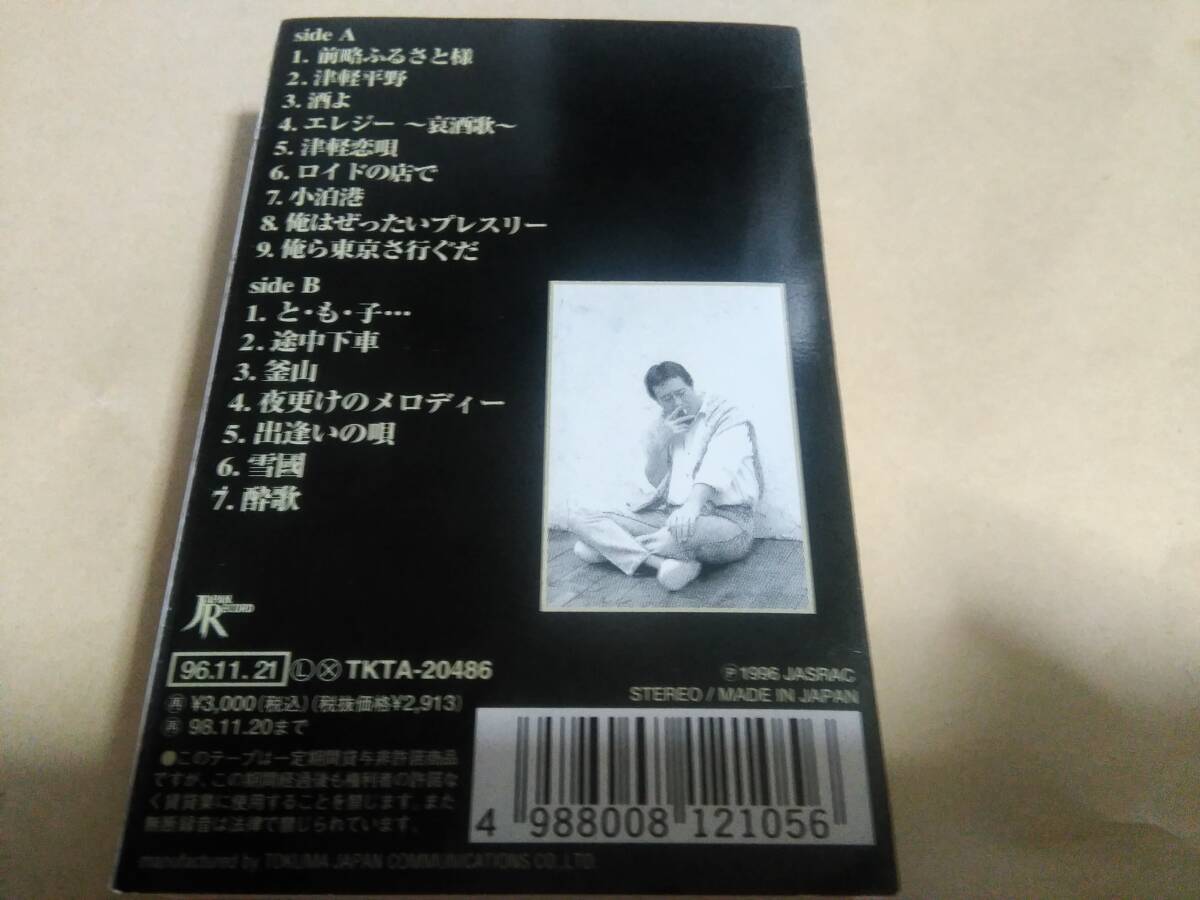 side A
1. 前略ふるさと様
2. 津軽平野
3. 酒よ
4. エレジー 〜哀酒歌〜
5. 津軽恋唄
6. ロイドの店で
7. 小泊港
8. 俺はぜったいプレスリー
9. 俺ら東京さ行ぐだ
side B
1. と・も・子…
2. 途中下車
3. 釜山
4. 夜更けのメロディー
5. 出逢いの唄
6. 雪國
7. 酔歌
JAPAN RECORD
96.11.21 Ⓛ Ⓧ TKTA-20486
再 ¥3,000(税込)(税抜価格¥2,913)
再 98.11.20まで
●このテープは一定期間貸与非許諾商品
ですが、この期間経過後も権利者の許諾な
く賃貸業に使用することを禁じます。また
無断録音は法律で禁じられています。
manufactured by TOKUMA JAPAN COMMUNICATIONS CO.,LTD.
Ⓟ1996 JASRAC
STEREO / MADE IN JAPAN
4 988008 121056